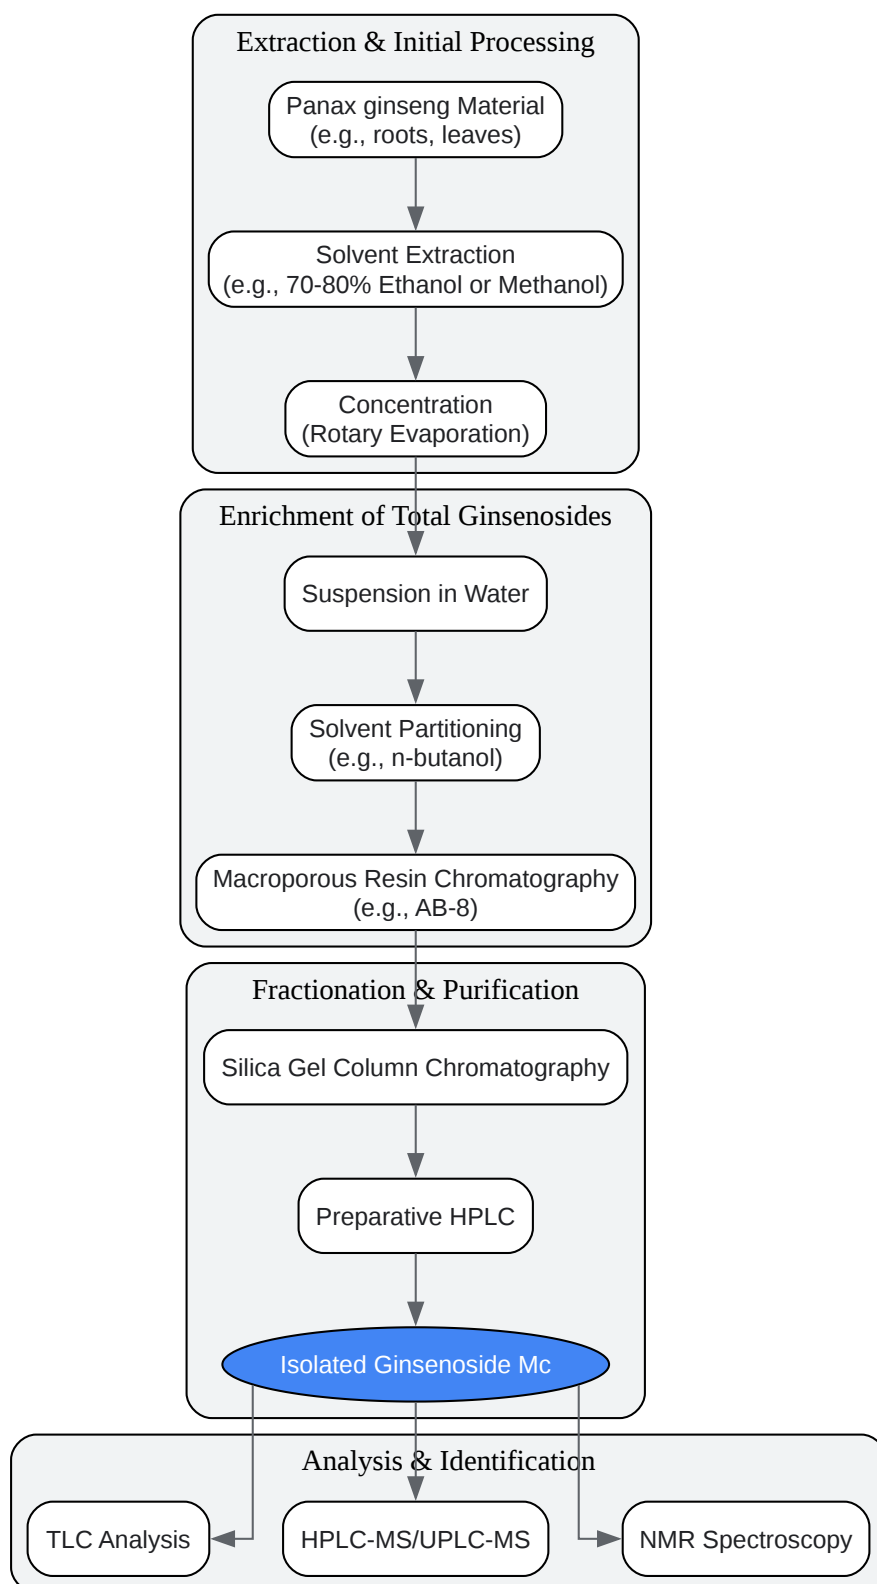 Extraction & Initial Processing
Panax ginseng Material
(e.g., roots, leaves)
Solvent Extraction
(e.g., 70-80% Ethanol or Methanol)
Concentration
(Rotary Evaporation)
Enrichment of Total Ginsenosides
Suspension in Water
Solvent Partitioning
(e.g., n-butanol)
Macroporous Resin Chromatography
(e.g., AB-8)
Fractionation & Purification
Silica Gel Column Chromatography
Preparative HPLC
Isolated Ginsenoside Mc
Analysis & Identification
TLC Analysis
HPLC-MS/UPLC-MS
NMR Spectroscopy